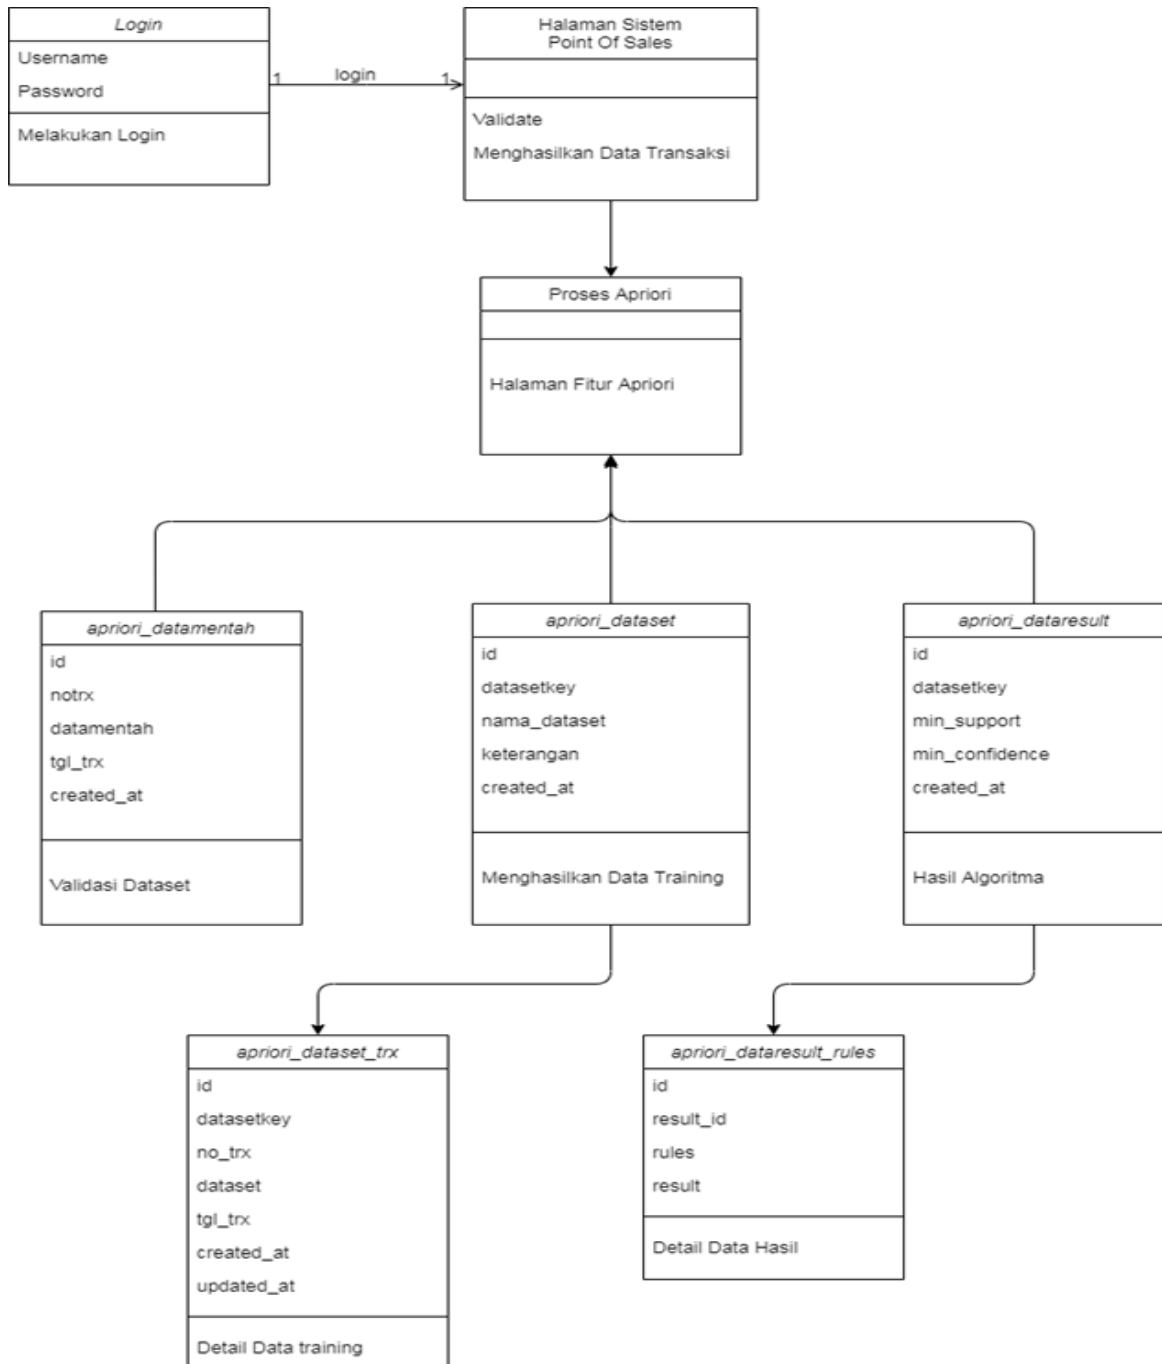 Login
Username
Password
Melakukan Login
1
login
1
Halaman Sistem
Point Of Sales
Validate
Menghasilkan Data Transaksi
Proses Apriori
Halaman Fitur Apriori
apriori_datamentah
id
notrx
datamentah
tgl_trx
created_at
Validasi Dataset
apriori_dataset
id
datasetkey
nama_dataset
keterangan
created_at
Menghasilkan Data Training
apriori_dataresult
id
datasetkey
min_support
min_confidence
created_at
Hasil Algoritma
apriori_dataset_trx
id
datasetkey
no_trx
dataset
tgl_trx
created_at
updated_at
Detail Data training
apriori_dataresult_rules
id
result_id
rules
result
Detail Data Hasil